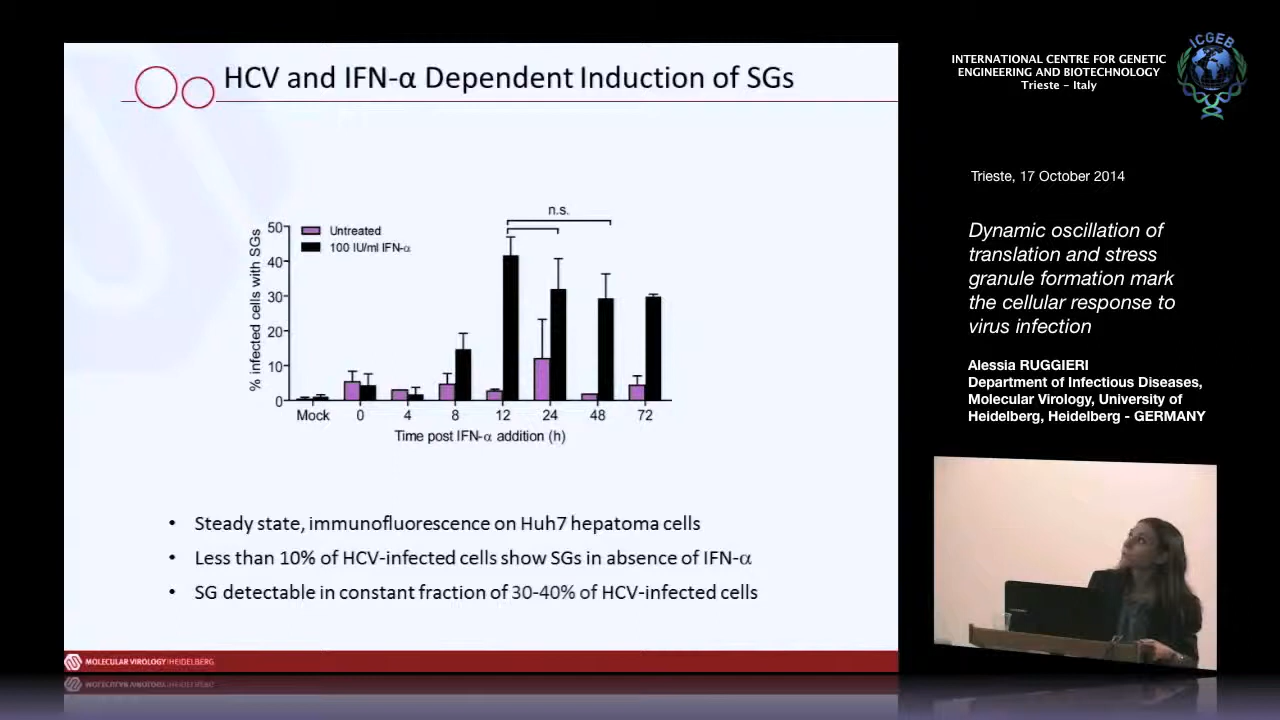 HCV and IFN-α Dependent Induction of SGs
n.s.
50
40
30
20
10
0
% infected cells with SGs
Untreated
100 IU/ml IFN-α
Mock 0 4 8 12 24 48 72
Time post IFN-α addition (h)
• Steady state, immunofluorescence on Huh7 hepatoma cells
• Less than 10% of HCV-infected cells show SGs in absence of IFN-α
• SG detectable in constant fraction of 30-40% of HCV-infected cells
MOLECULAR VIROLOGY HEIDELBERG
INTERNATIONAL CENTRE FOR GENETIC
ENGINEERING AND BIOTECHNOLOGY
Trieste - Italy
ICGEB
Trieste, 17 October 2014
Dynamic oscillation of
translation and stress
granule formation mark
the cellular response to
virus infection
Alessia RUGGIERI
Department of Infectious Diseases,
Molecular Virology, University of
Heidelberg, Heidelberg - GERMANY